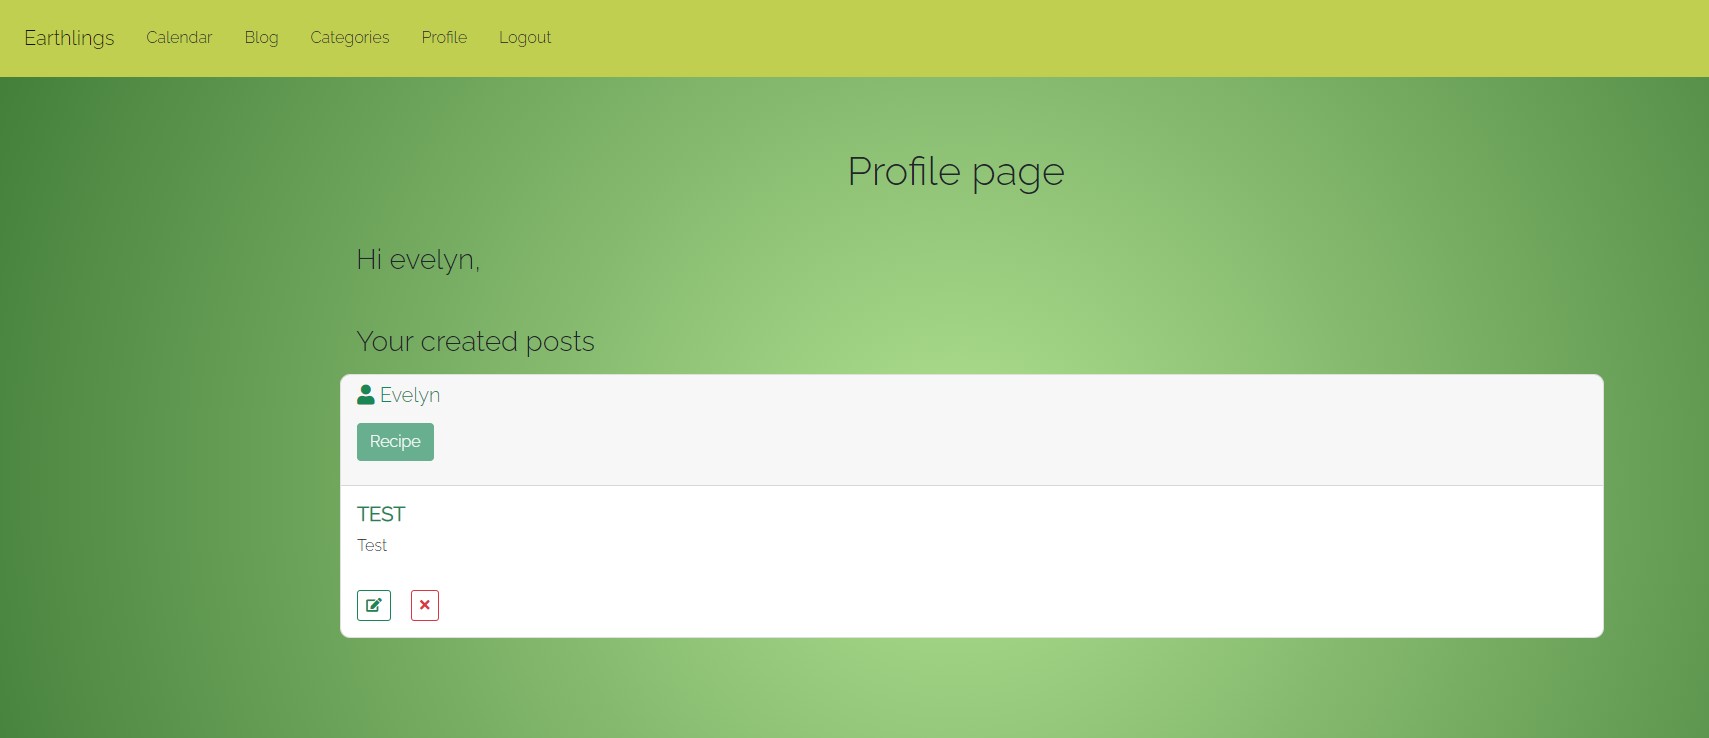 Earthlings Calendar Blog Categories Profile Logout
Profile page
Hi evelyn,
Your created posts
Evelyn
Recipe
TEST
Test